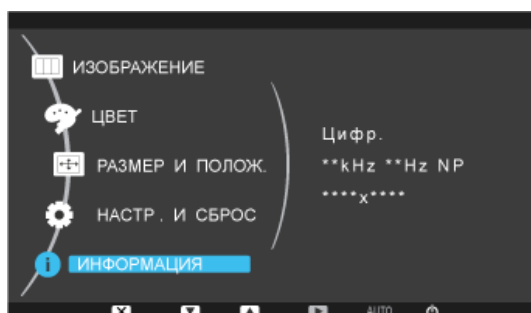 ИЗОБРАЖЕНИЕ
ЦВЕТ
РАЗМЕР И ПОЛОЖ.
НАСТР. И СБРОС
ИНФОРМАЦИЯ
Цифр.
**kHz **Hz NP
****x****
AUTO